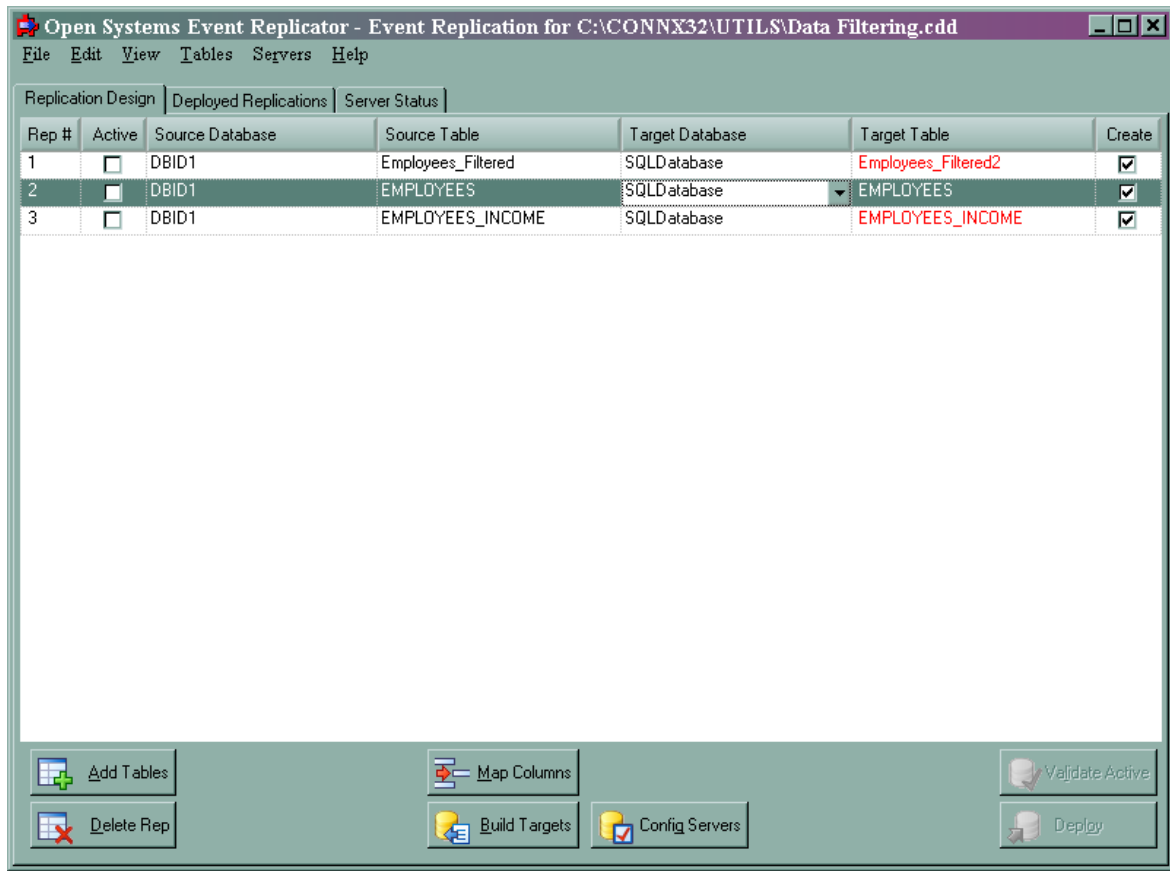 Open Systems Event Replicator - Event Replication for C:\CONNX32\UTILS\Data Filtering.cdd
File Edit View Tables Servers Help
Replication Design Deployed Replications Server Status
Rep # Active Source Database Source Table Target Database Target Table Create
1 DBID1 Employees_Filtered SQLDatabase Employees_Filtered2
2 DBID1 EMPLOYEES SQLDatabase EMPLOYEES
3 DBID1 EMPLOYEES_INCOME SQLDatabase EMPLOYEES_INCOME
Add Tables Map Columns Validate Active
Delete Rep Build Targets Config Servers Deploy